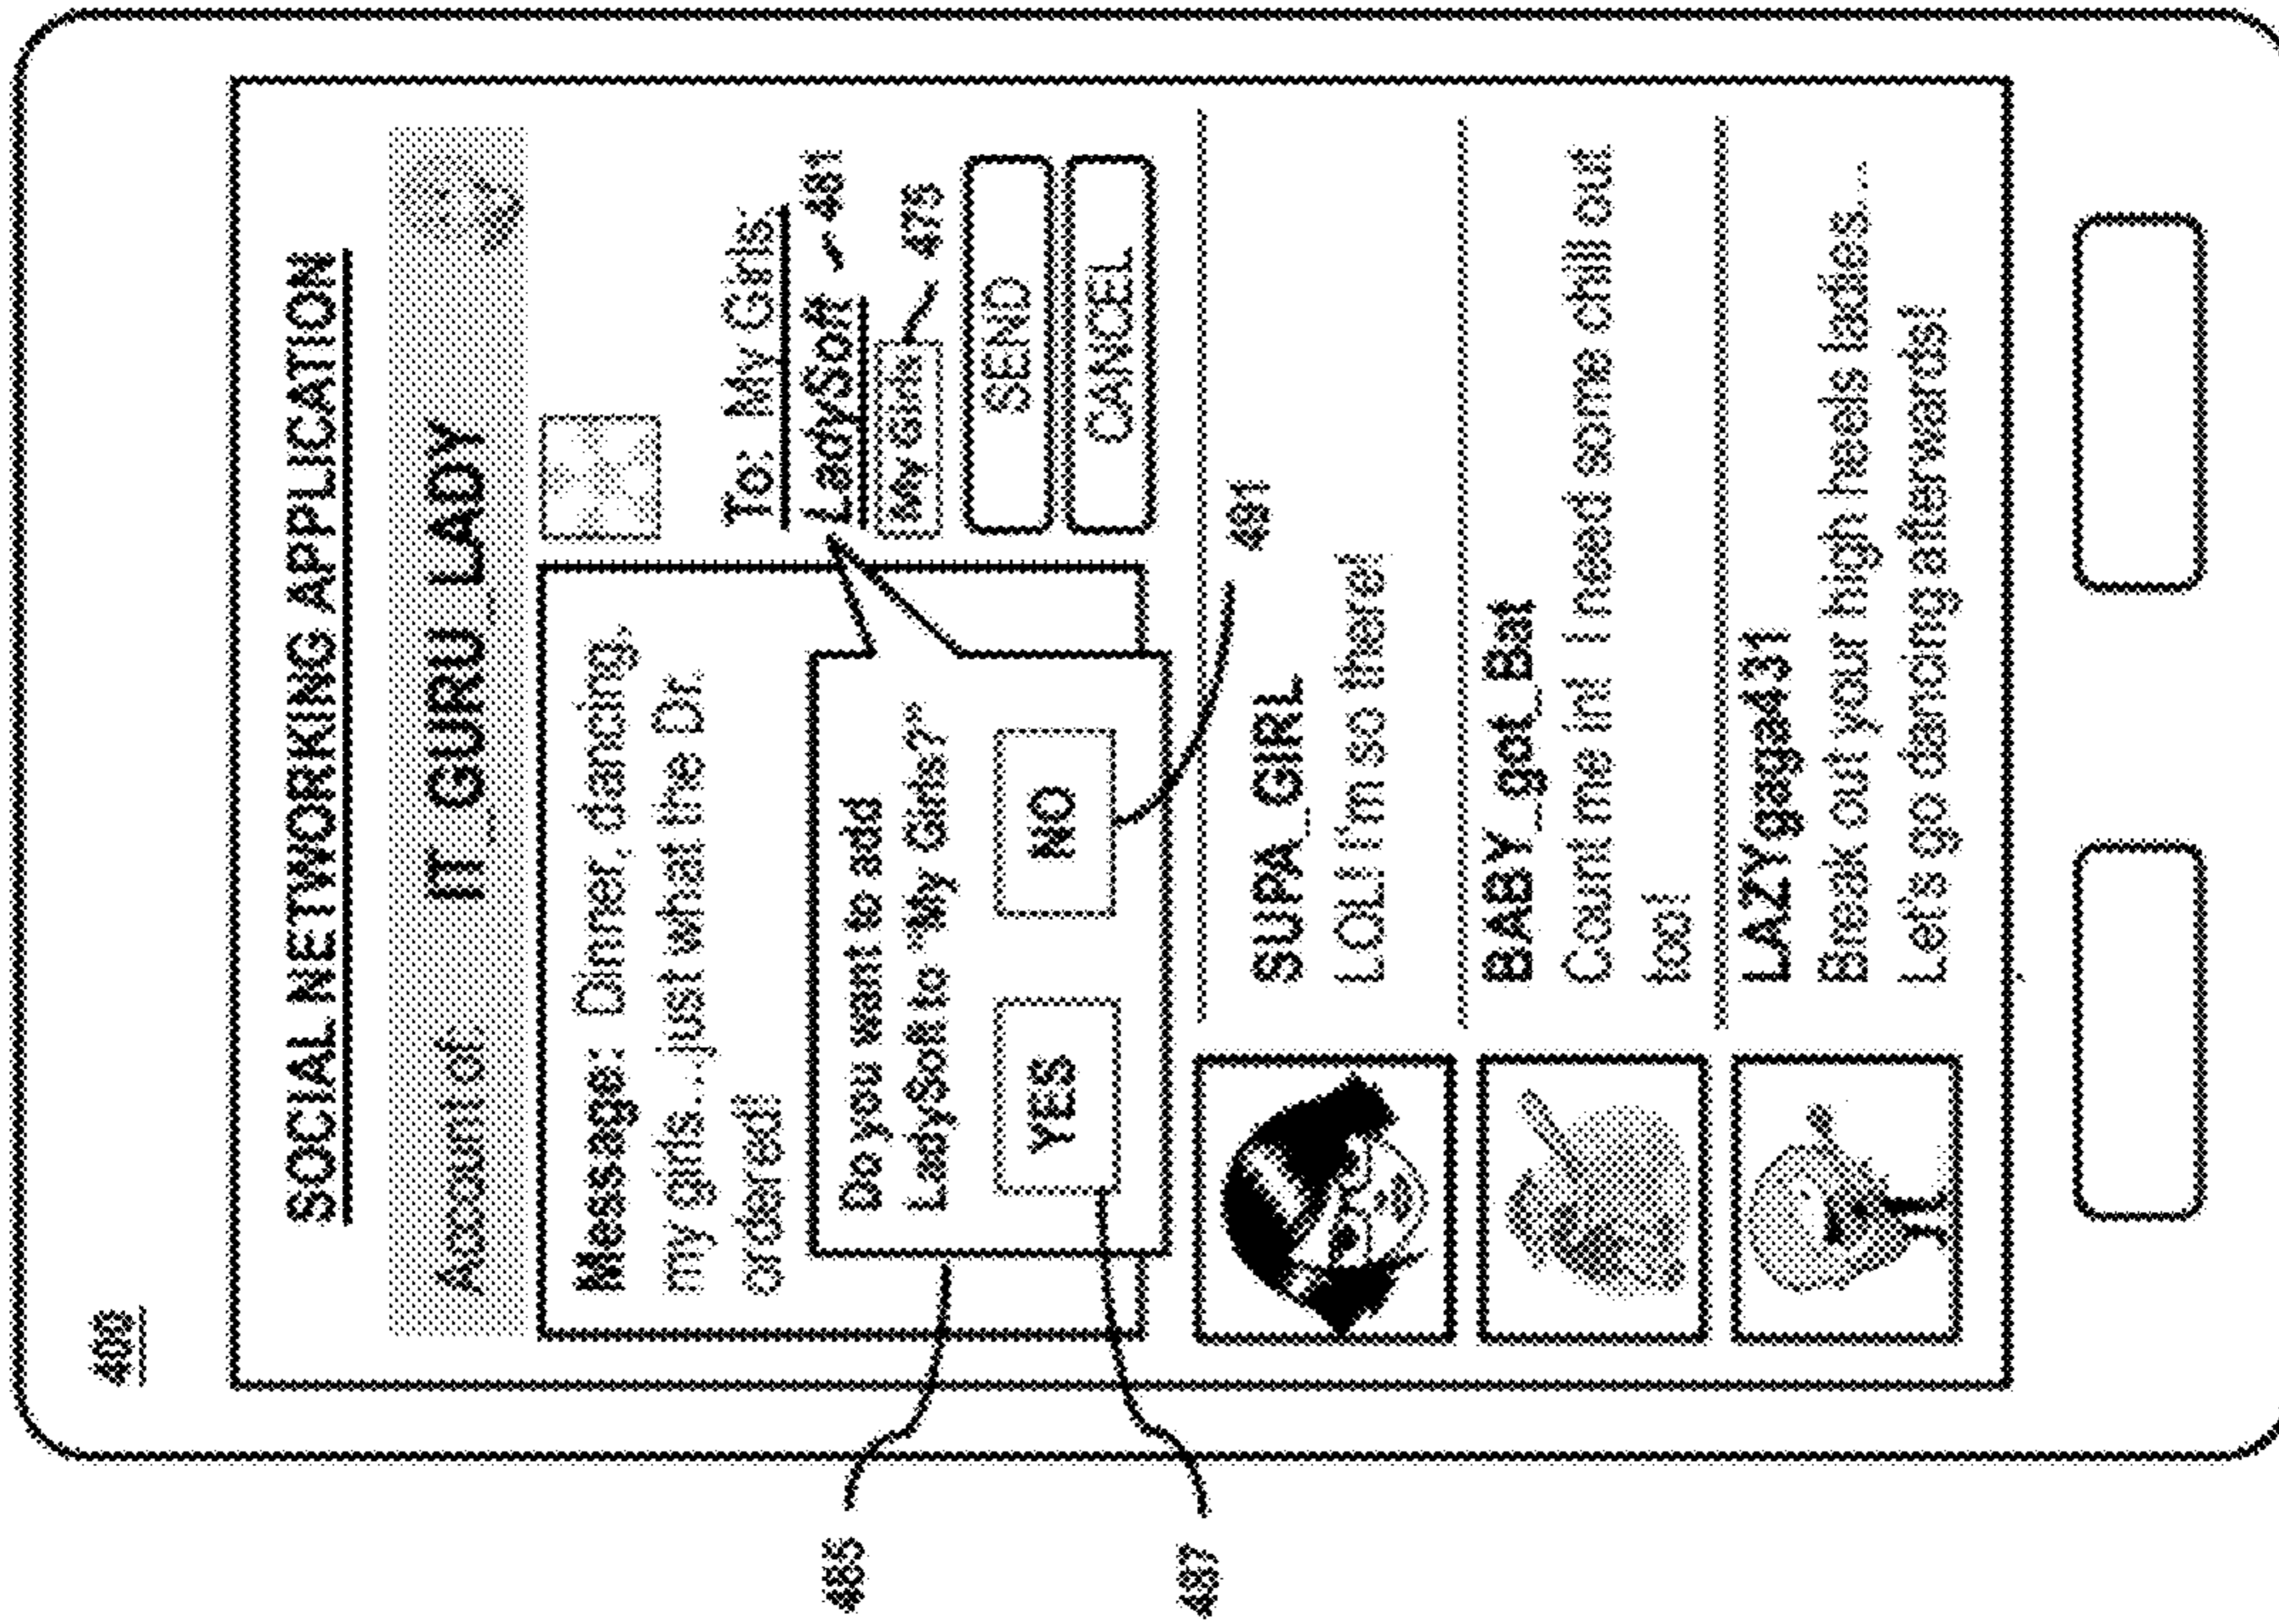 400
SOCIAL NETWORKING APPLICATION
Account of: IT_GURU_LADY
Message: Dinner, dancing,
my girls...just what the Dr.
ordered!
To: My Girls,
LadySoft 481
My Girls 475
SEND
CANCEL
Do you want to add
LadySoft to "My Girls?"
YES
NO
485
487
491
SUPA_GIRL
LOL! I'm so there!
BABY_got_Bat
Count me in! I need some chill out
too!
LAZYgaga431
Break out your high heels ladies...
Let's go dancing afterwards!